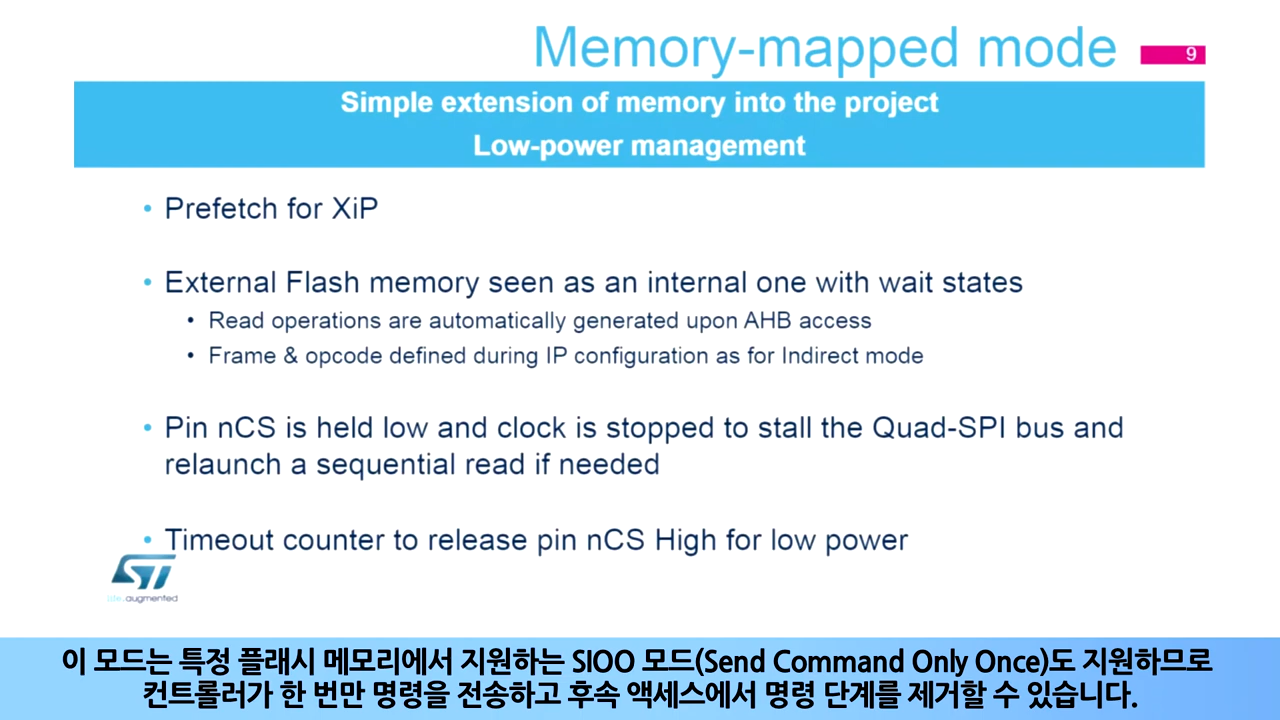 Memory-mapped mode
9
Simple extension of memory into the project
Low-power management
• Prefetch for XiP
• External Flash memory seen as an internal one with wait states
• Read operations are automatically generated upon AHB access
• Frame & opcode defined during IP configuration as for Indirect mode
• Pin nCS is held low and clock is stopped to stall the Quad-SPI bus and
relaunch a sequential read if needed
• Timeout counter to release pin nCS High for low power
ST
life.augmented
이 모드는 특정 플래시 메모리에서 지원하는 SIOO 모드(Send Command Only Once)도 지원하므로
컨트롤러가 한 번만 명령을 전송하고 후속 액세스에서 명령 단계를 제거할 수 있습니다.